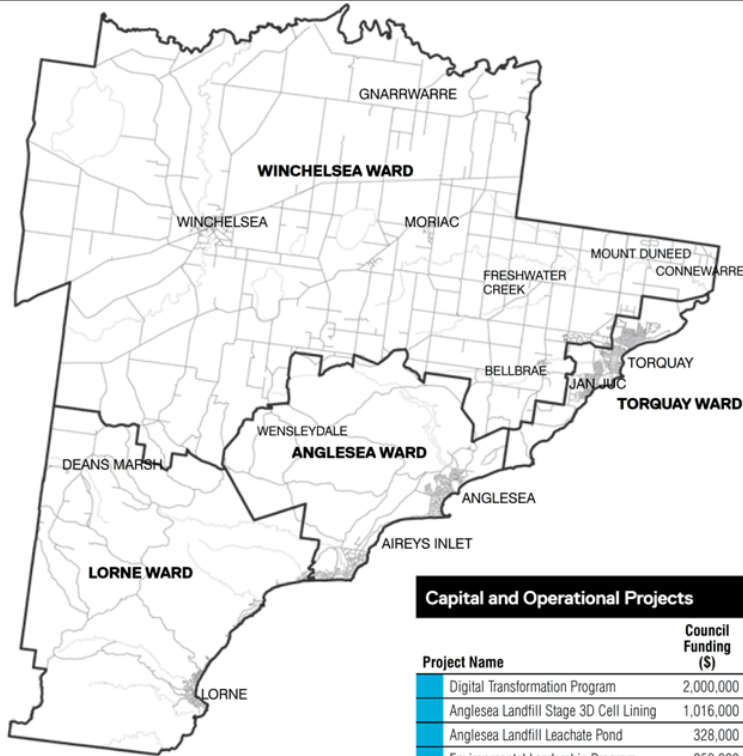 GNARRWARRE
WINCHELSEA WARD
WINCHELSEA
MORIAC
MOUNT DUNEED
CONNEWARRE
FRESHWATER
CREEK
BELLBRAE
TORQUAY
JAN JUC
TORQUAY WARD
WENSLEYDALE
ANGLESEA WARD
DEANS MARSH
ANGLESEA
AIREYS INLET
LORNE WARD
LORNE
Capital and Operational Projects
Project Name Council Funding ($)
Digital Transformation Program 2,000,000
Anglesea Landfill Stage 3D Cell Lining 1,016,000
Anglesea Landfill Leachate Pond 328,000